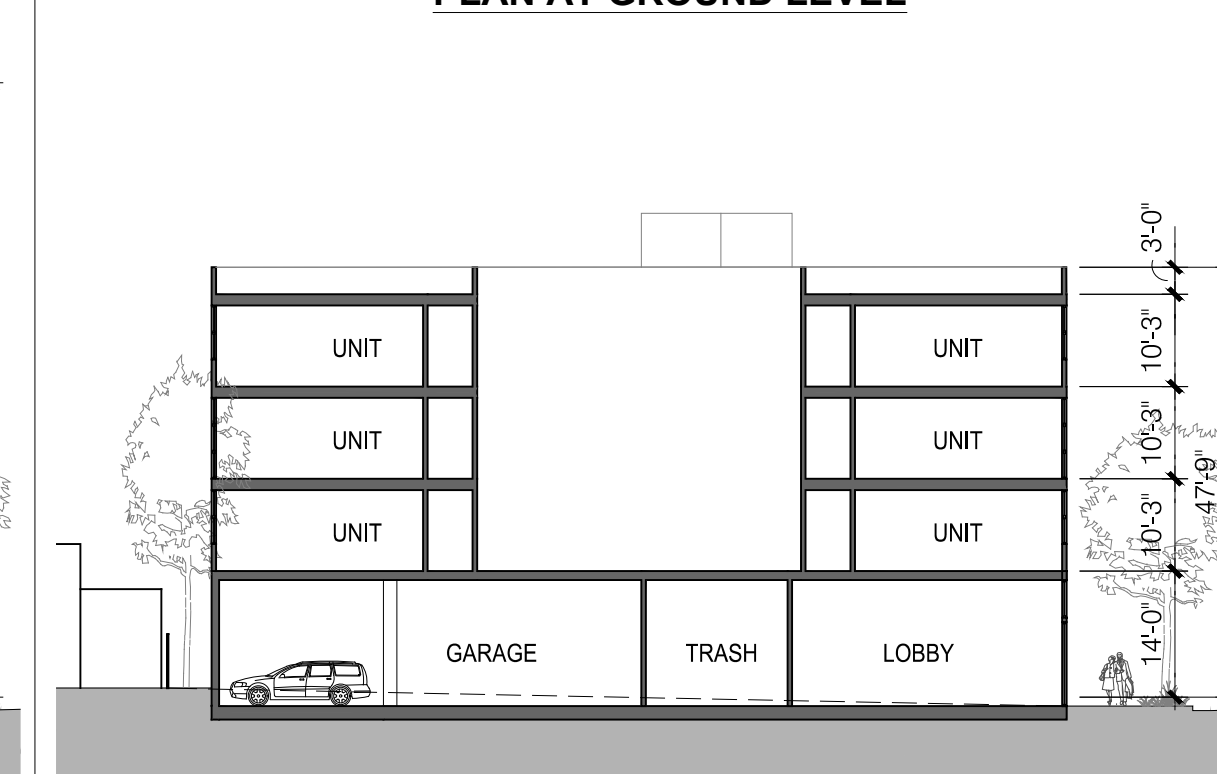 PLAN AT GROUND LEVEL
3'-0"
UNIT UNIT 10'-3"
UNIT UNIT 10'-3"
47'-9"
UNIT UNIT 10'-3"
GARAGE TRASH LOBBY 14'-0"